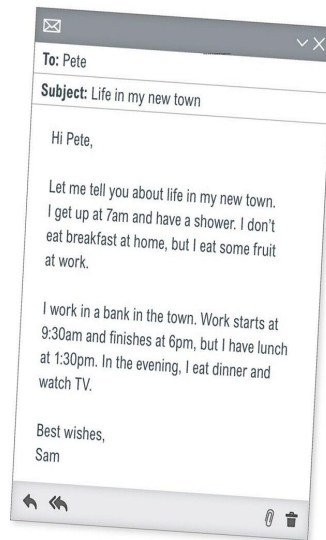 To: Pete
Subject: Life in my new town
Hi Pete,
Let me tell you about life in my new town.
I get up at 7am and have a shower. I don't
eat breakfast at home, but I eat some fruit
at work.
I work in a bank in the town. Work starts at
9:30am and finishes at 6pm, but I have lunch
at 1:30pm. In the evening, I eat dinner and
watch TV.
Best wishes,
Sam